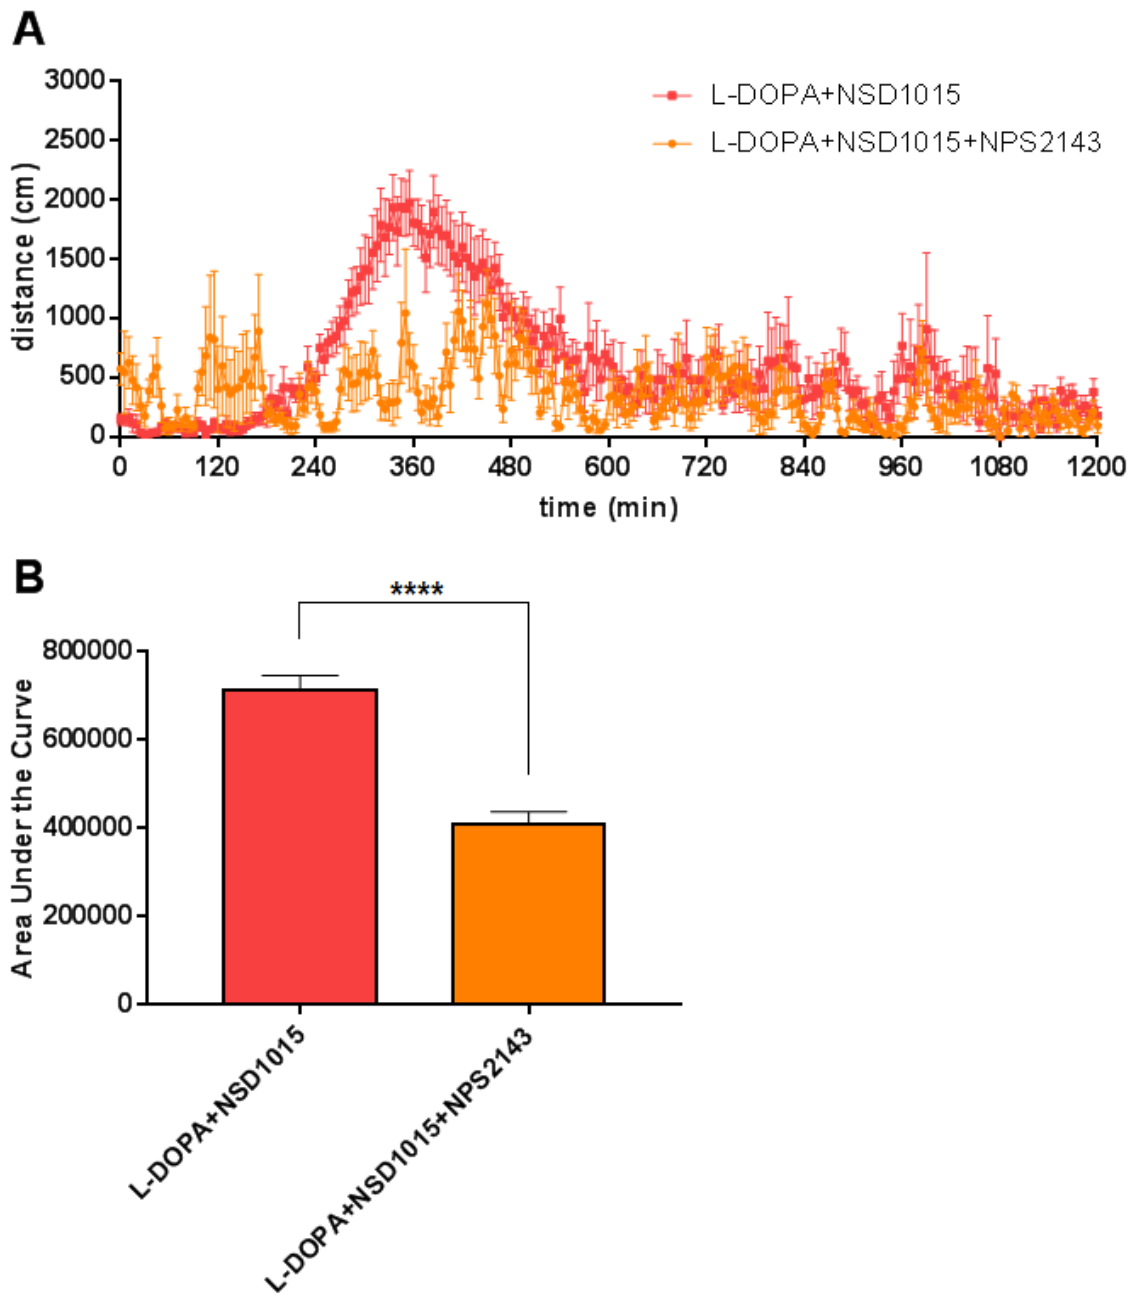 A
3000
2500
2000
1500
1000
500
0
distance (cm)
L-DOPA+NSD1015
L-DOPA+NSD1015+NPS2143
0 120 240 360 480 600 720 840 960 1080 1200
time (min)
B
****
800000
600000
400000
200000
0
Area Under the Curve
L-DOPA+NSD1015
L-DOPA+NSD1015+NPS2143